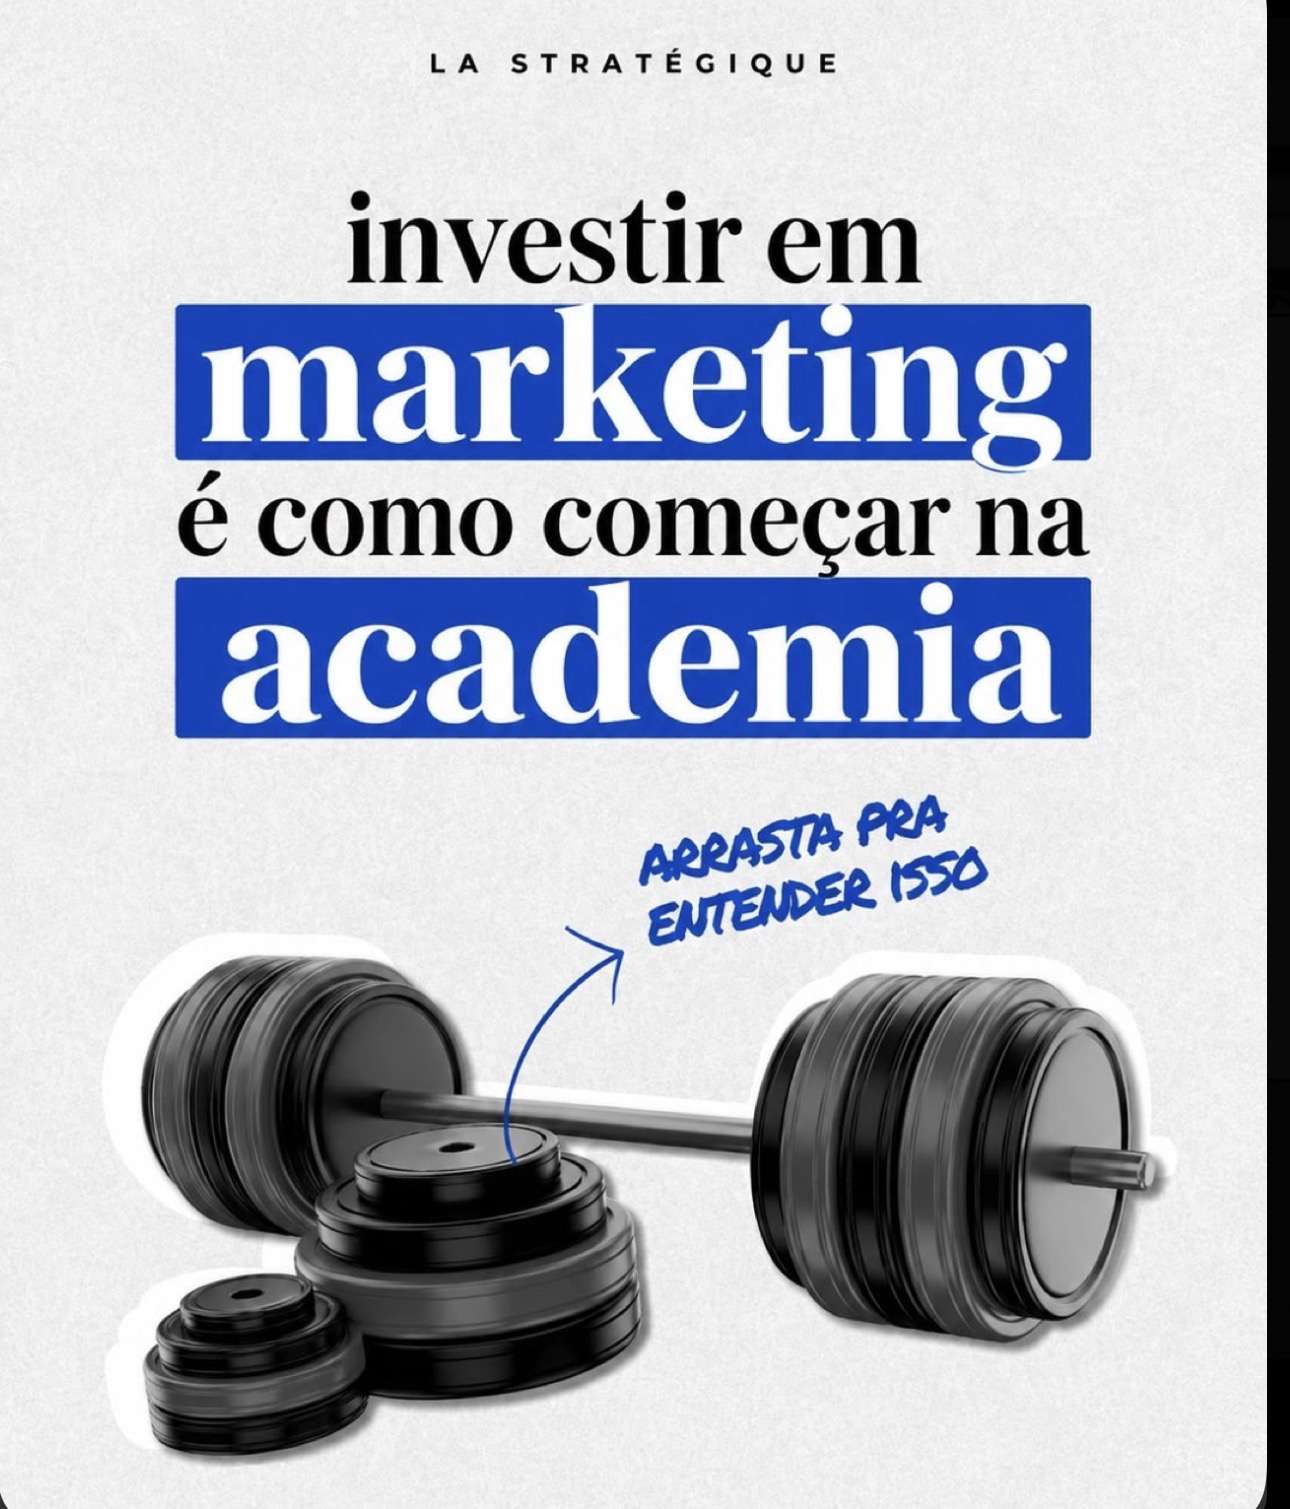 LA STRATÉGIQUE
investir em
marketing
é como começar na
academia
ARRASTA PRA
ENTENDER ISSO